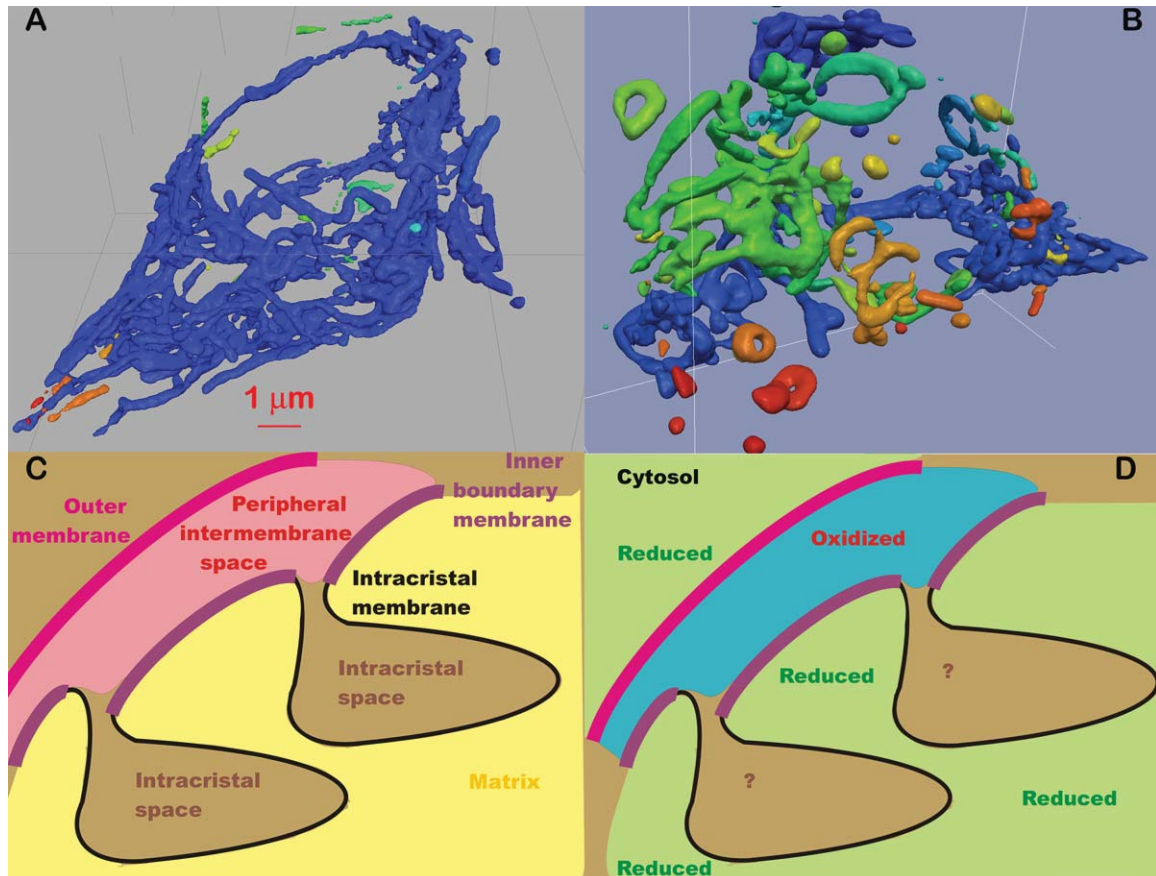 A
B
1 μm
C
Outer
membrane
Peripheral
intermembrane
space
Inner
boundary
membrane
Intracristal
membrane
Intracristal
space
Intracristal
space
Matrix
D
Cytosol
Reduced
Oxidized
Reduced
?
?
Reduced
Reduced